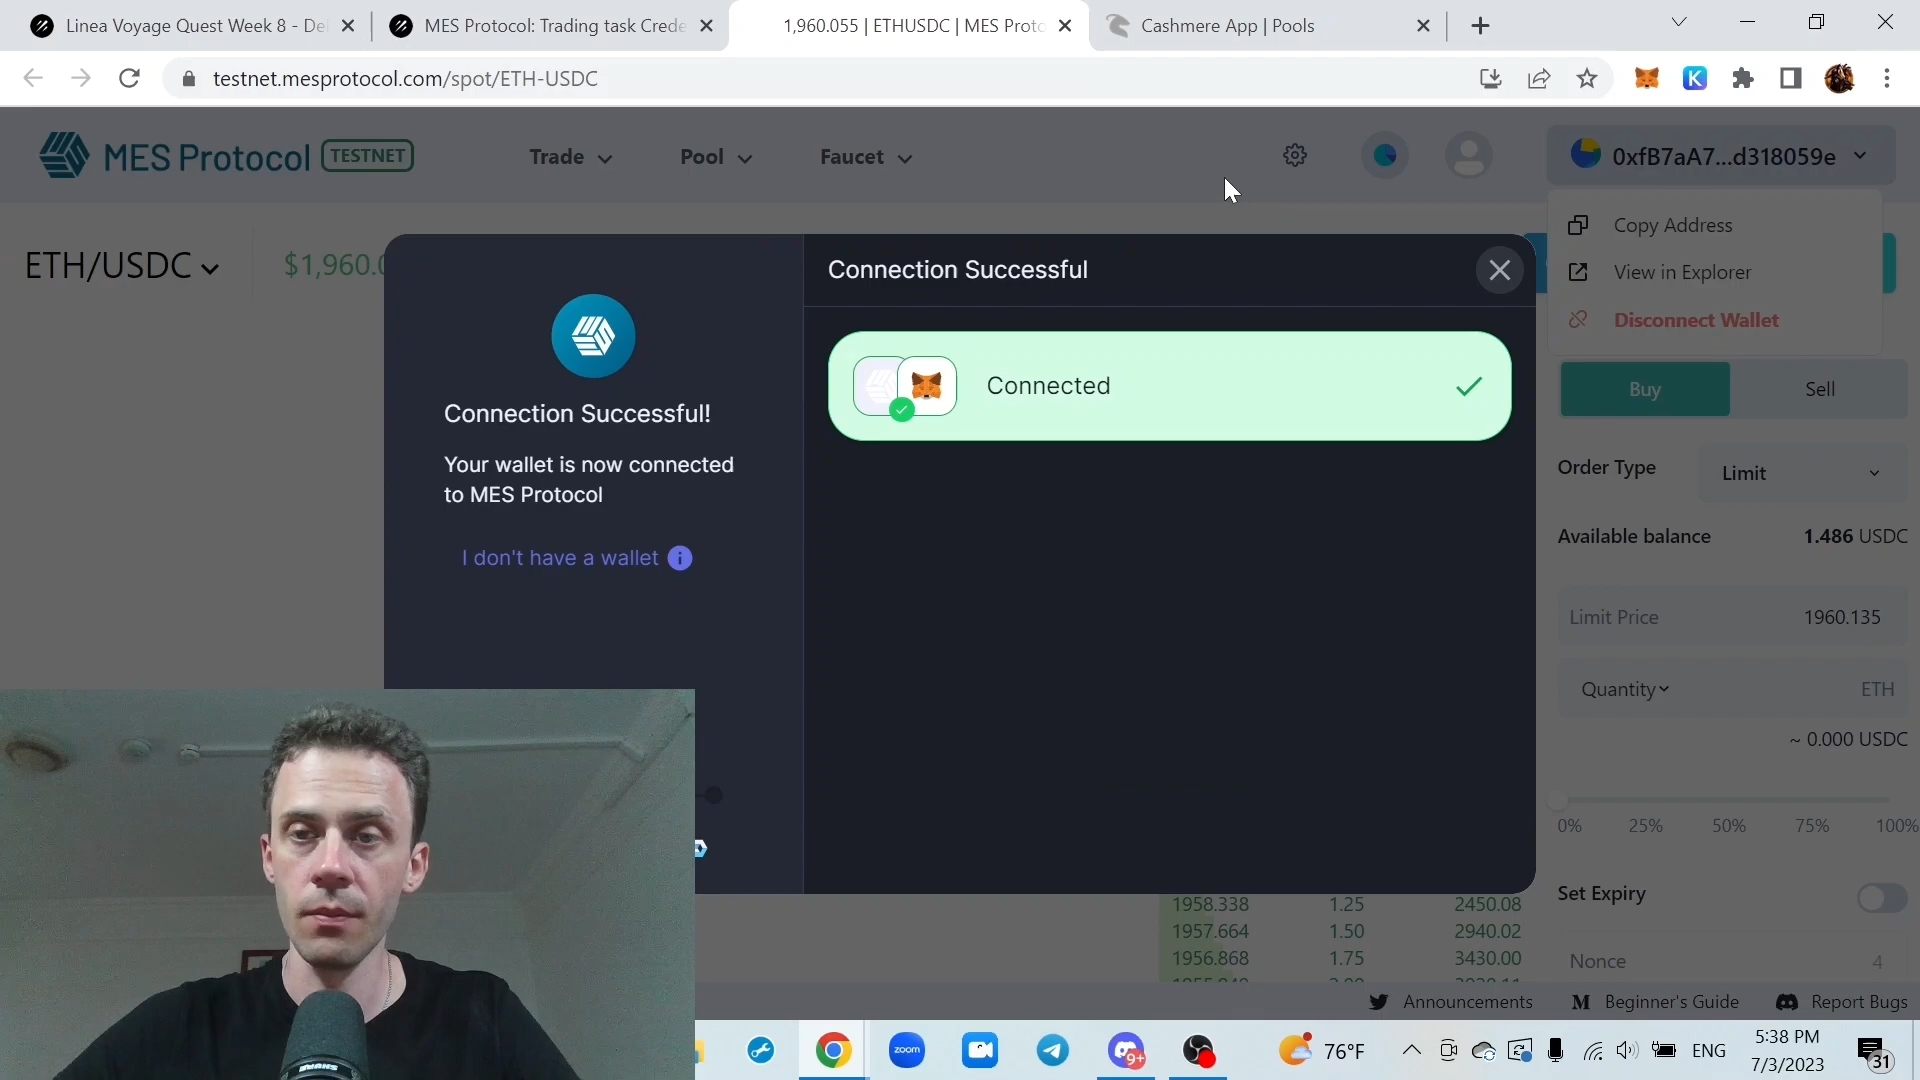 Linea Voyage Quest Week 8 - De
MES Protocol: Trading task Crede
1,960.055 | ETHUSDC | MES Proto
Cashmere App | Pools
testnet.mesprotocol.com/spot/ETH-USDC
K
MES Protocol
TESTNET
Trade
Pool
Faucet
0xfB7aA7...d318059e
Copy Address
View in Explorer
Disconnect Wallet
ETH/USDC
$1,960.0
Connection Successful
Connected
Connection Successful!
Your wallet is now connected
to MES Protocol
I don't have a wallet
Buy
Sell
Order Type
Limit
Available balance
1.486 USDC
Limit Price
1960.135
Quantity
ETH
~ 0.000 USDC
0%
25%
50%
75%
100%
Set Expiry
Nonce
4
1958.338 1.25 2450.08
1957.664 1.50 2940.02
1956.868 1.75 3430.00
Announcements
Beginner's Guide
Report Bugs
SHURE
zoom
9+
76°F
ENG
5:38 PM
7/3/2023
31